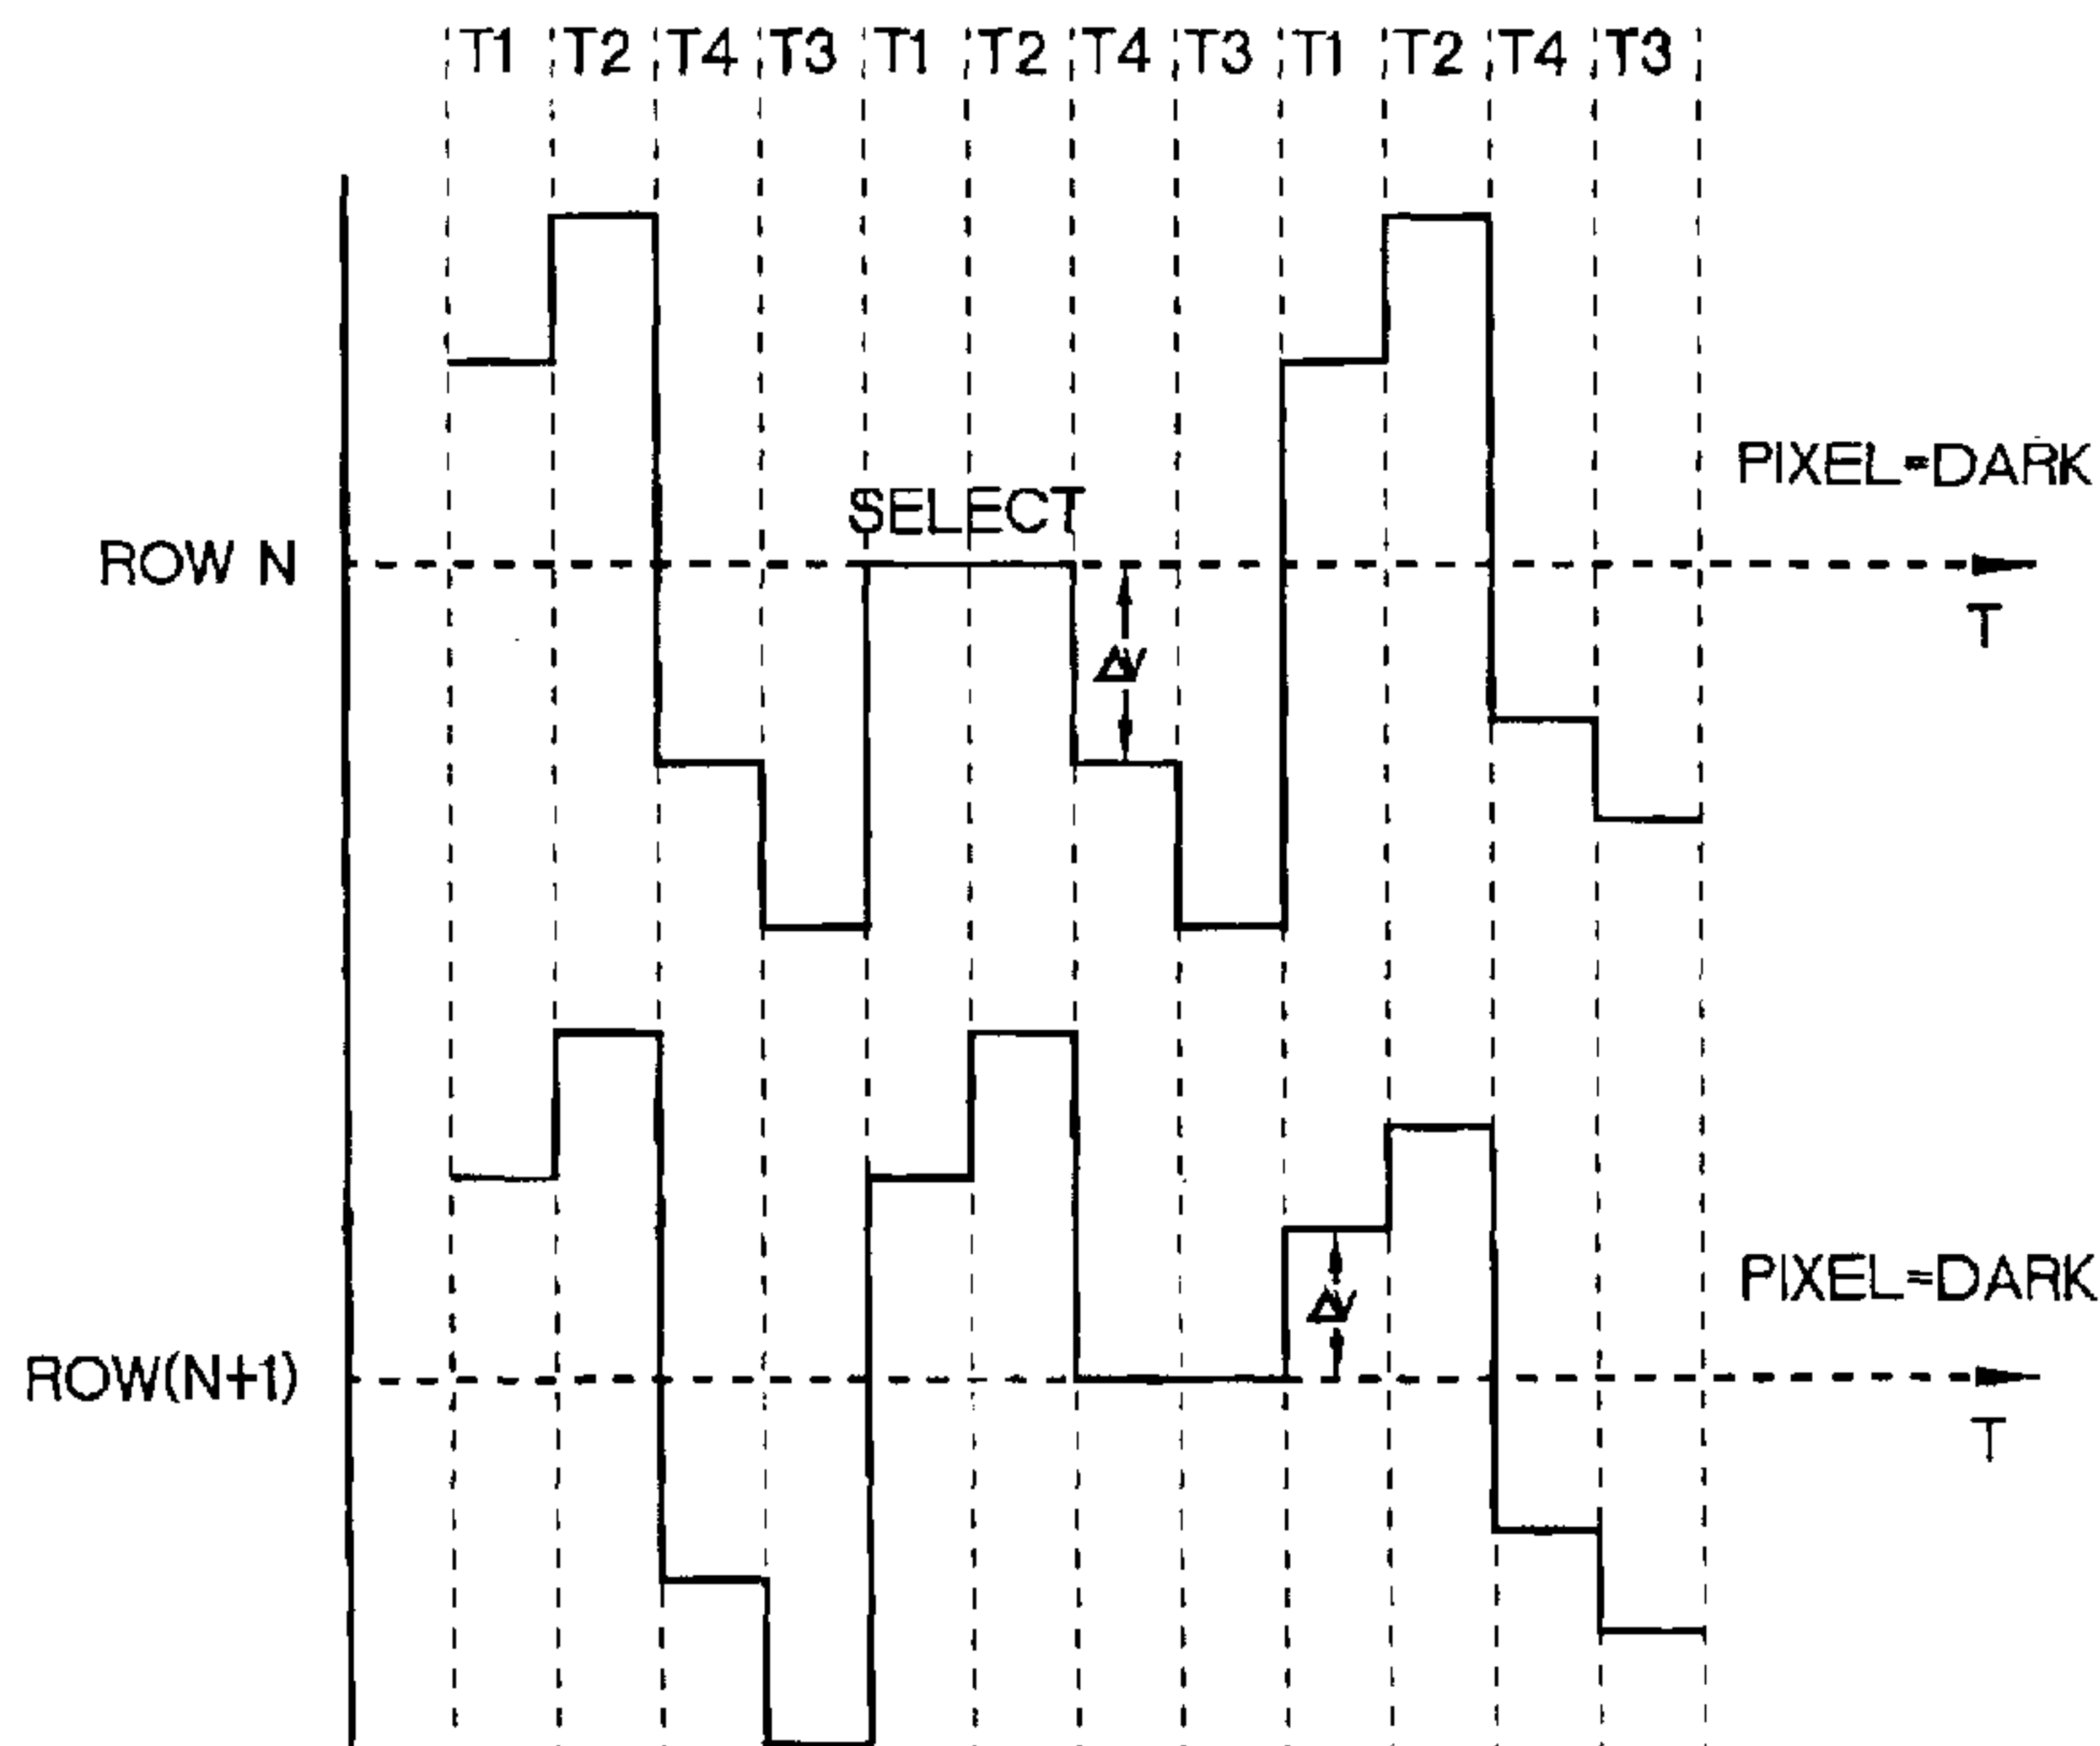 T1 T2 T4 T3 T1 T2 T4 T3 T1 T2 T4 T3
PIXEL=DARK
SELECT
ROW N
T
ΔV
PIXEL=DARK
ΔV
ROW(N+1)
T